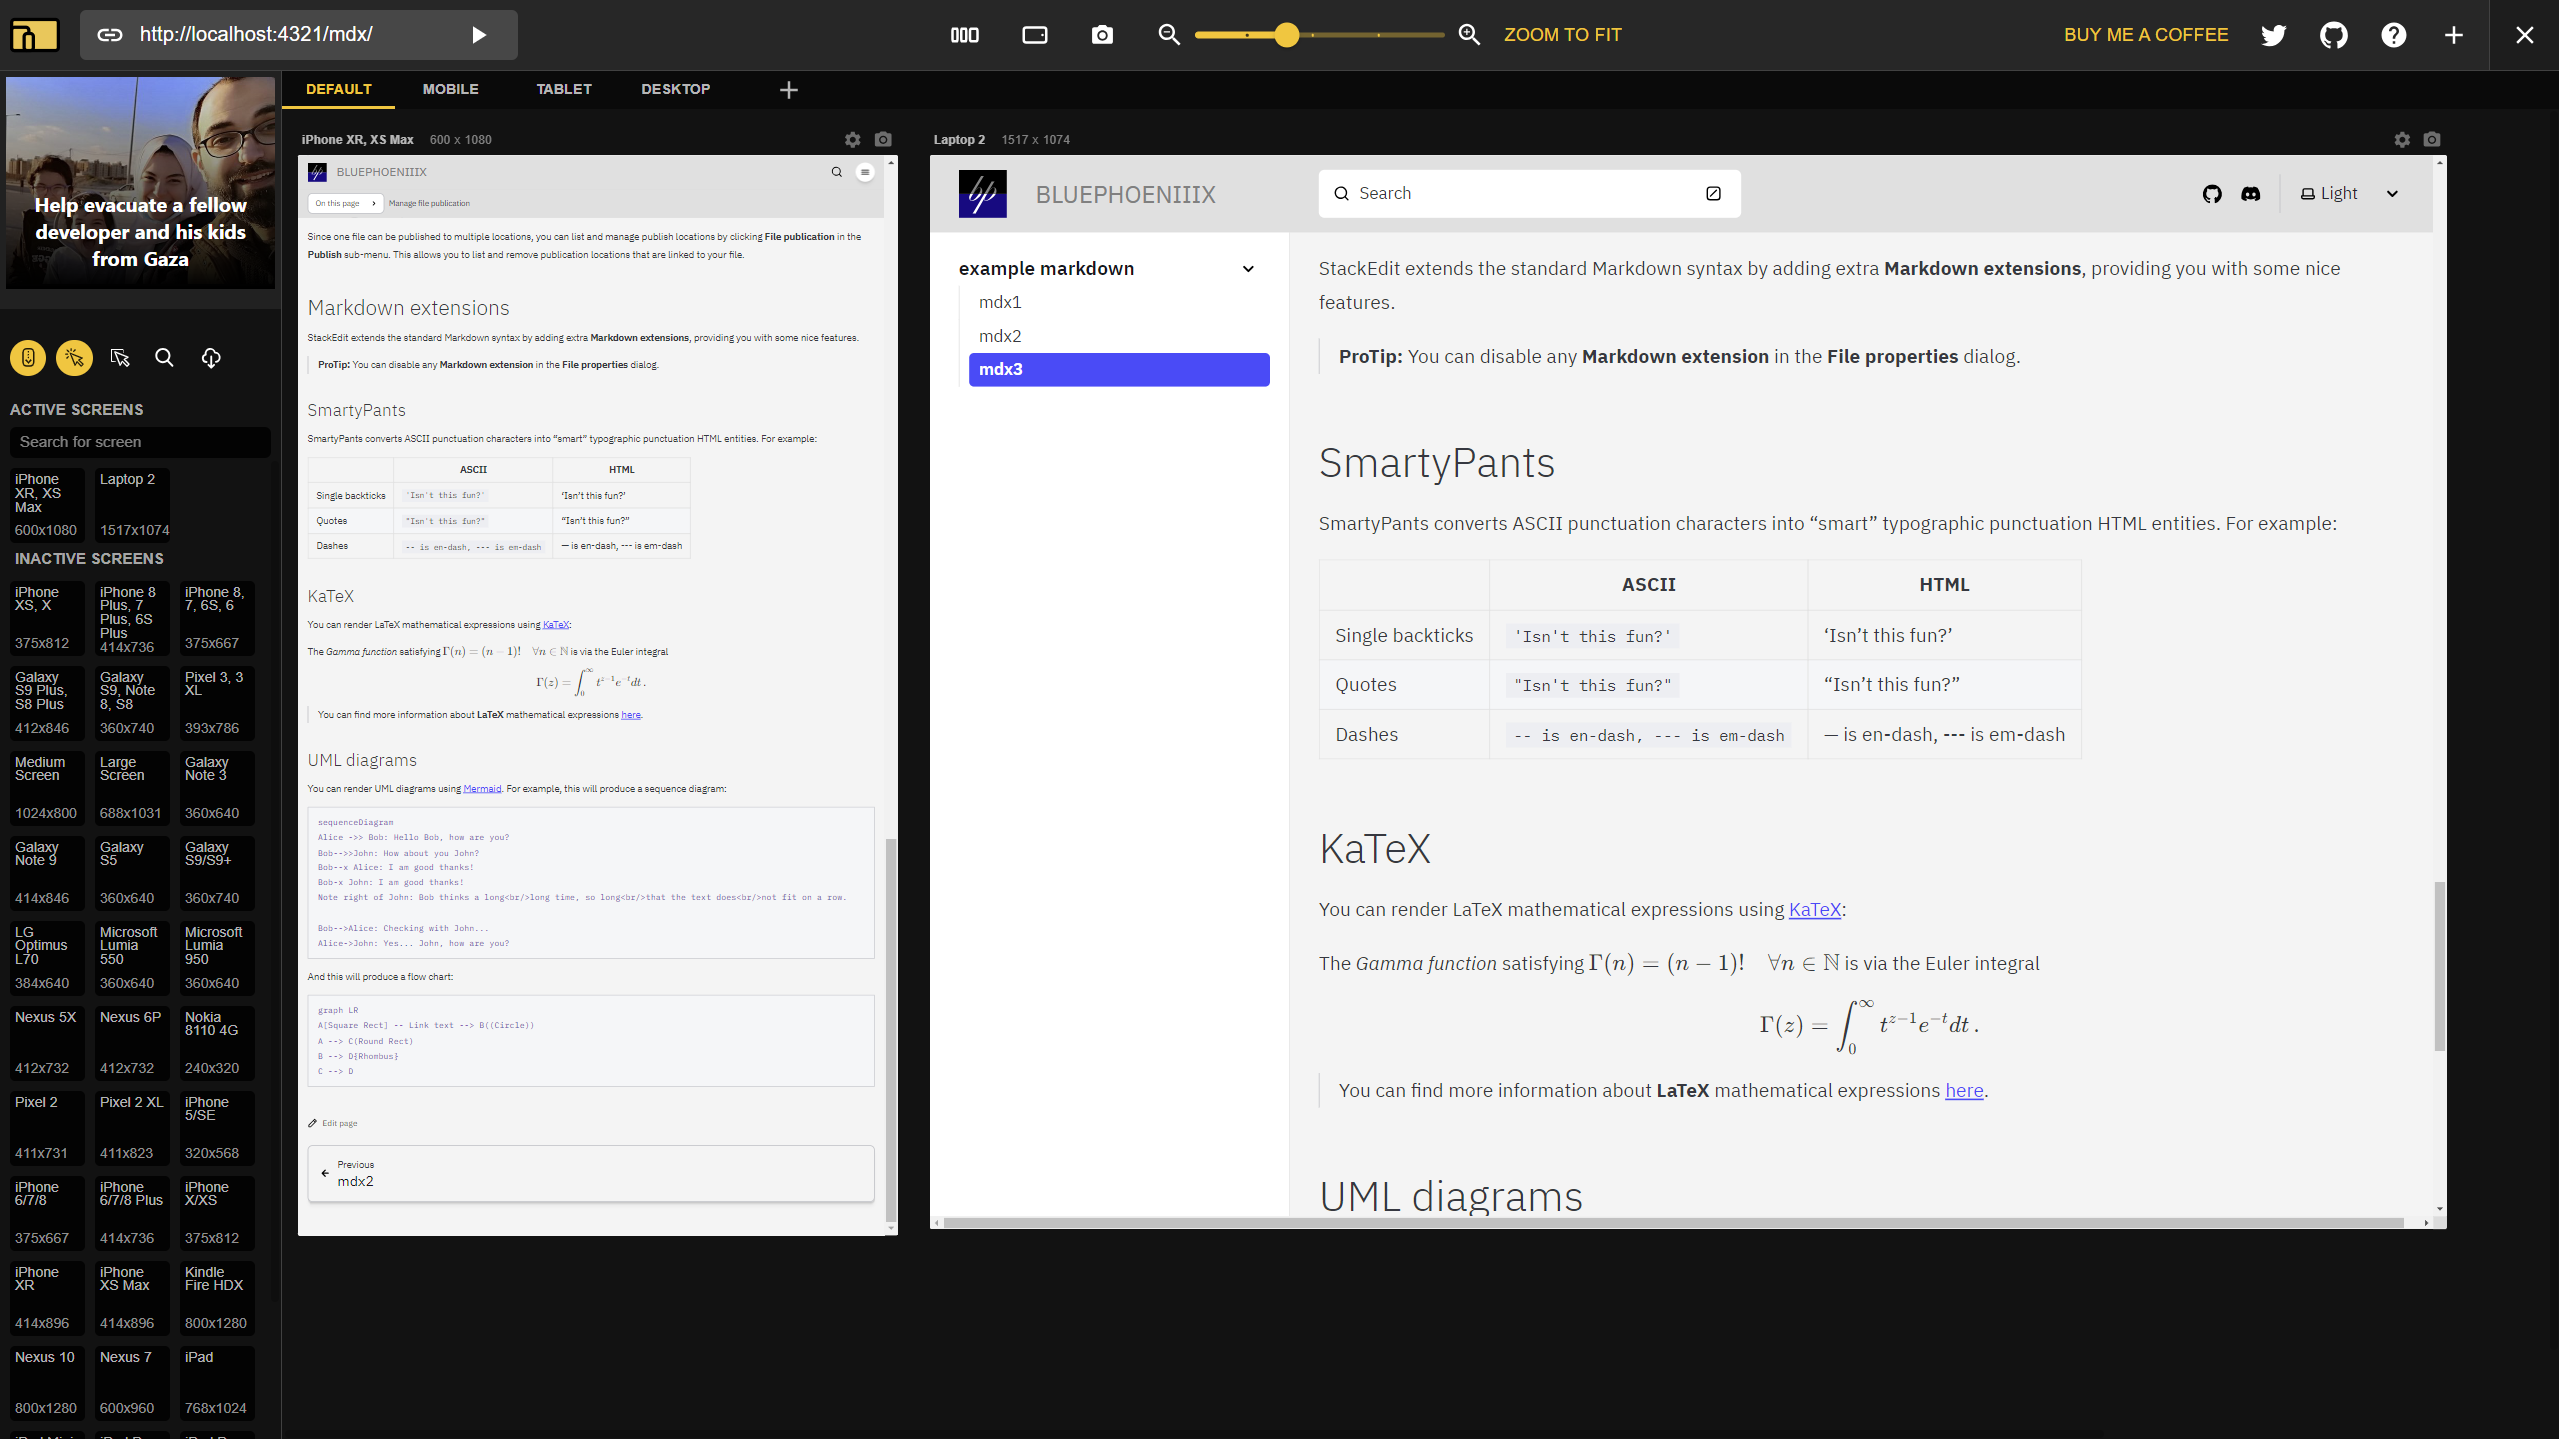 http://localhost:4321/mdx/
ZOOM TO FIT
BUY ME A COFFEE
Help evacuate a fellow
developer and his kids
from Gaza
ACTIVE SCREENS
Search for screen
iPhone XR, XS Max
600x1080
Laptop 2
1517x1074
INACTIVE SCREENS
iPhone XS, X
375x812
iPhone 8 Plus, 7 Plus, 6S Plus
414x736
iPhone 8, 7, 6S, 6
375x667
Galaxy S9 Plus, S8 Plus
412x846
Galaxy S9, Note 8, S8
360x740
Pixel 3, 3 XL
393x786
Medium Screen
1024x800
Large Screen
688x1031
Galaxy Note 3
360x640
Galaxy Note 9
414x846
Galaxy S5
360x640
Galaxy S9/S9+
360x740
LG Optimus L70
384x640
Microsoft Lumia 550
360x640
Microsoft Lumia 950
360x640
Nexus 5X
412x732
Nexus 6P
412x732
Nokia 8110 4G
240x320
Pixel 2
411x731
Pixel 2 XL
411x823
iPhone 5/SE
320x568
iPhone 6/7/8
375x667
iPhone 6/7/8 Plus
414x736
iPhone X/XS
375x812
iPhone XR
414x896
iPhone XS Max
414x896
Kindle Fire HDX
800x1280
Nexus 10
800x1280
Nexus 7
600x960
iPad
768x1024
DEFAULT MOBILE TABLET DESKTOP
iPhone XR, XS Max 600 x 1080
BLUEPHOENIIIX
On this page Manage file publication
Since one file can be published to multiple locations, you can list and manage publish locations by clicking File publication in the
Publish sub-menu. This allows you to list and remove publication locations that are linked to your file.
Markdown extensions
StackEdit extends the standard Markdown syntax by adding extra Markdown extensions, providing you with some nice features.
ProTip: You can disable any Markdown extension in the File properties dialog.
SmartyPants
SmartyPants converts ASCII punctuation characters into “smart” typographic punctuation HTML entities. For example:
ASCII HTML
Single backticks 'Isn't this fun?' ‘Isn’t this fun?’
Quotes "Isn't this fun?" “Isn’t this fun?”
Dashes -- is en-dash, --- is em-dash — is en-dash, --- is em-dash
KaTeX
You can render LaTeX mathematical expressions using KaTeX:
The Gamma function satisfying Γ(n) = (n − 1)! ∀n ∈ ℕ is via the Euler integral
Γ(z) = ∫₀^∞ t^{z−1}e^{−t}dt .
You can find more information about LaTeX mathematical expressions here.
UML diagrams
You can render UML diagrams using Mermaid. For example, this will produce a sequence diagram:
sequenceDiagram
Alice ->> Bob: Hello Bob, how are you?
Bob-->>John: How about you John?
Bob--x Alice: I am good thanks!
Bob-x John: I am good thanks!
Note right of John: Bob thinks a long<br/>long time, so long<br/>that the text does<br/>not fit on a row.
Bob-->Alice: Checking with John...
Alice->John: Yes... John, how are you?
And this will produce a flow chart:
graph LR
A[Square Rect] -- Link text --> B((Circle))
A --> C(Round Rect)
B --> D{Rhombus}
C --> D
Edit page
Previous
mdx2
Laptop 2 1517 x 1074
bp BLUEPHOENIIIX
Search
Light
example markdown
mdx1
mdx2
mdx3
StackEdit extends the standard Markdown syntax by adding extra Markdown extensions, providing you with some nice
features.
ProTip: You can disable any Markdown extension in the File properties dialog.
SmartyPants
SmartyPants converts ASCII punctuation characters into “smart” typographic punctuation HTML entities. For example:
ASCII HTML
Single backticks 'Isn't this fun?' ‘Isn’t this fun?’
Quotes "Isn't this fun?" “Isn’t this fun?”
Dashes -- is en-dash, --- is em-dash — is en-dash, --- is em-dash
KaTeX
You can render LaTeX mathematical expressions using KaTeX:
The Gamma function satisfying Γ(n) = (n − 1)! ∀n ∈ ℕ is via the Euler integral
Γ(z) = ∫₀^∞ t^{z−1}e^{−t}dt .
You can find more information about LaTeX mathematical expressions here.
UML diagrams